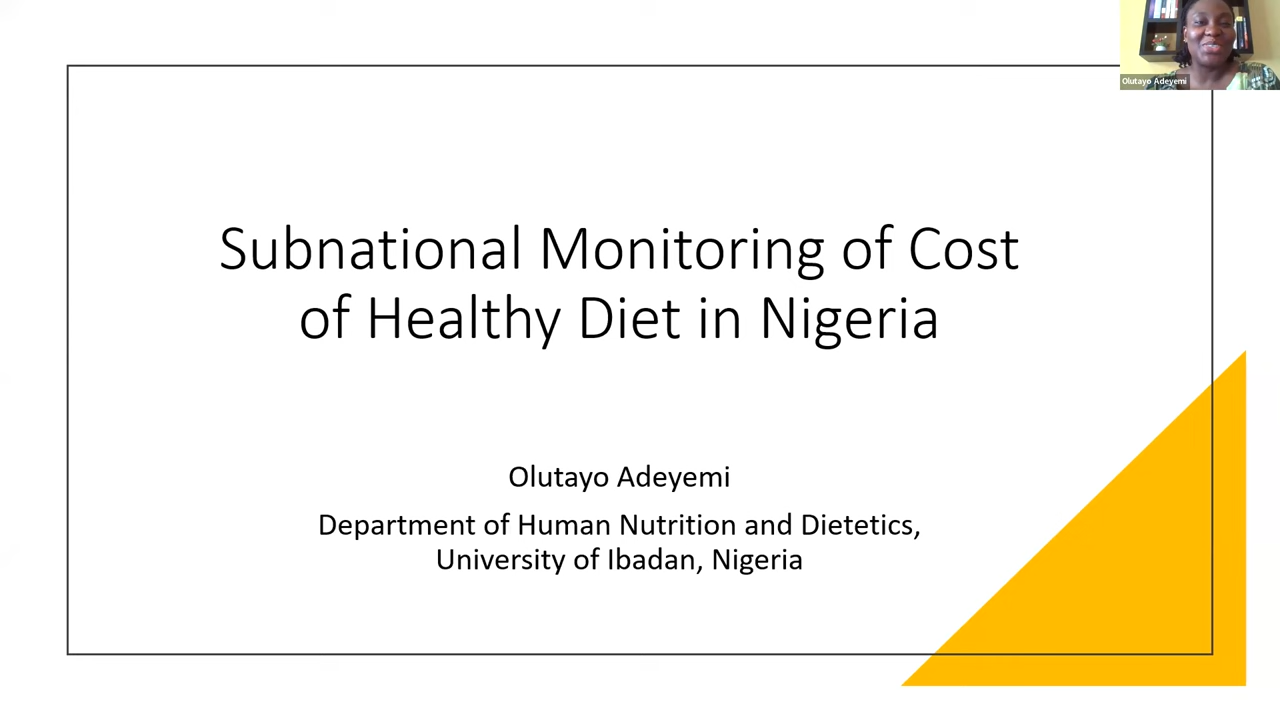 Olutayo Adeyemi
Subnational Monitoring of Cost
of Healthy Diet in Nigeria
Olutayo Adeyemi
Department of Human Nutrition and Dietetics,
University of Ibadan, Nigeria